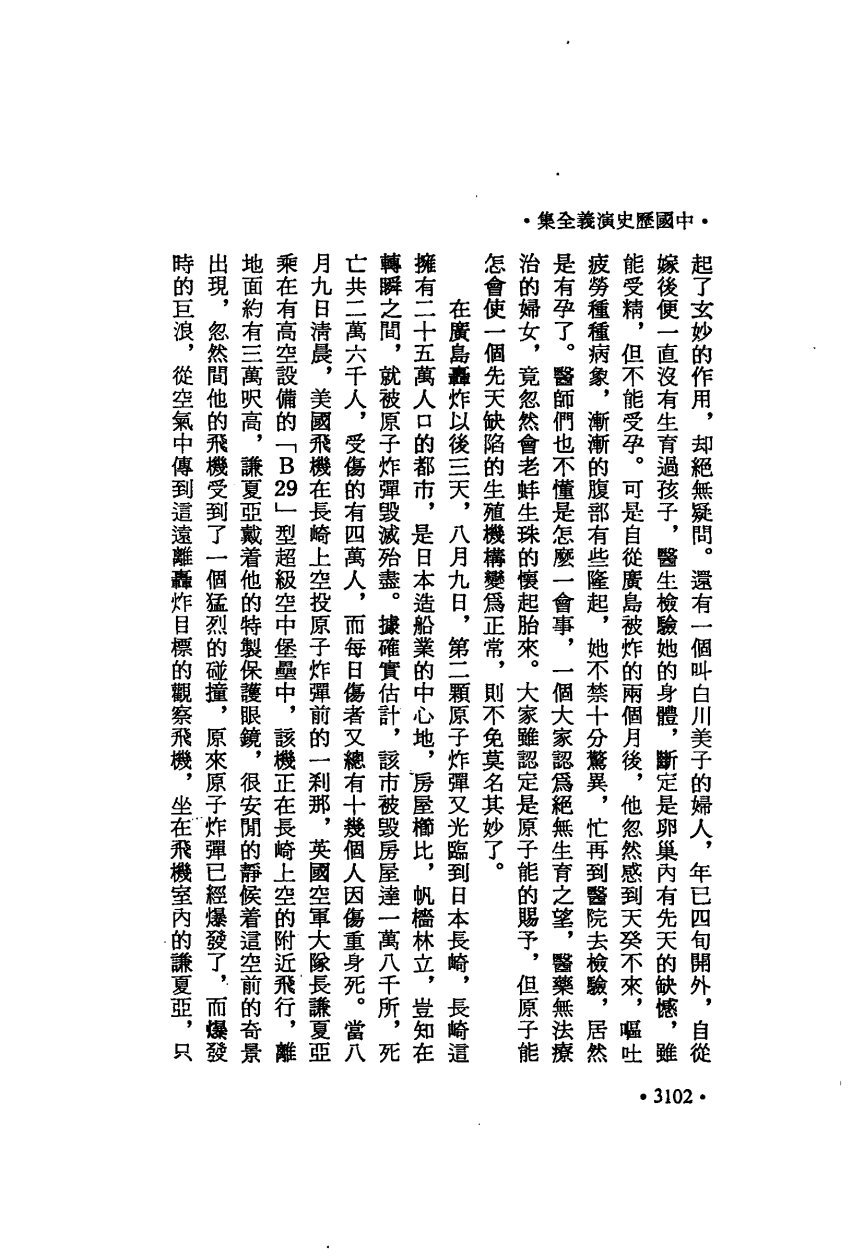 •中國歷史演義全集•
起了玄妙的作用，却絕無疑問。還有一個叫白川美子的婦人，年已四旬開外，自從
嫁後便一直沒有生育過孩子，醫生檢驗她的身體，斷定是卵巢內有先天的缺憾，雖
能受精，但不能受孕。可是自從廣島被炸的兩個月後，他忽然感到天癸不來，嘔吐
疲勞種種病象，漸漸的腹部有些隆起，她不禁十分驚異，忙再到醫院去檢驗，居然
是有孕了。醫師們也不懂是怎麼一會事，一個大家認爲絕無生育之望，醫藥無法療
治的婦女，竟忽然會老蚌生珠的懷起胎來。大家雖認定是原子能的賜予，但原子能
怎會使一個先天缺陷的生殖機構變爲正常，則不免莫名其妙了。
在廣島轟炸以後三天，八月九日，第二顆原子炸彈又光臨到日本長崎，長崎這
擁有二十五萬人口的都市，是日本造船業的中心地，房屋櫛比，帆檣林立，豈知在
轉瞬之間，就被原子炸彈毀滅殆盡。據確實估計，該市被毀房屋達一萬八千所，死
亡共二萬六千人，受傷的有四萬人，而每日傷者又總有十幾個人因傷重身死。當八
月九日清晨，美國飛機在長崎上空投原子炸彈前的一剎那，英國空軍大隊長謙夏亞
乘在有高空設備的「B29」型超級空中堡壘中，該機正在長崎上空的附近飛行，離
地面約有三萬呎高，謙夏亞戴着他的特製保護眼鏡，很安閒的靜候着這空前的奇景
出現，忽然間他的飛機受到了一個猛烈的碰撞，原來原子炸彈已經爆發了，而爆發
時的巨浪，從空氣中傳到這遠離轟炸目標的觀察飛機，坐在飛機室內的謙夏亞，只
•3102•